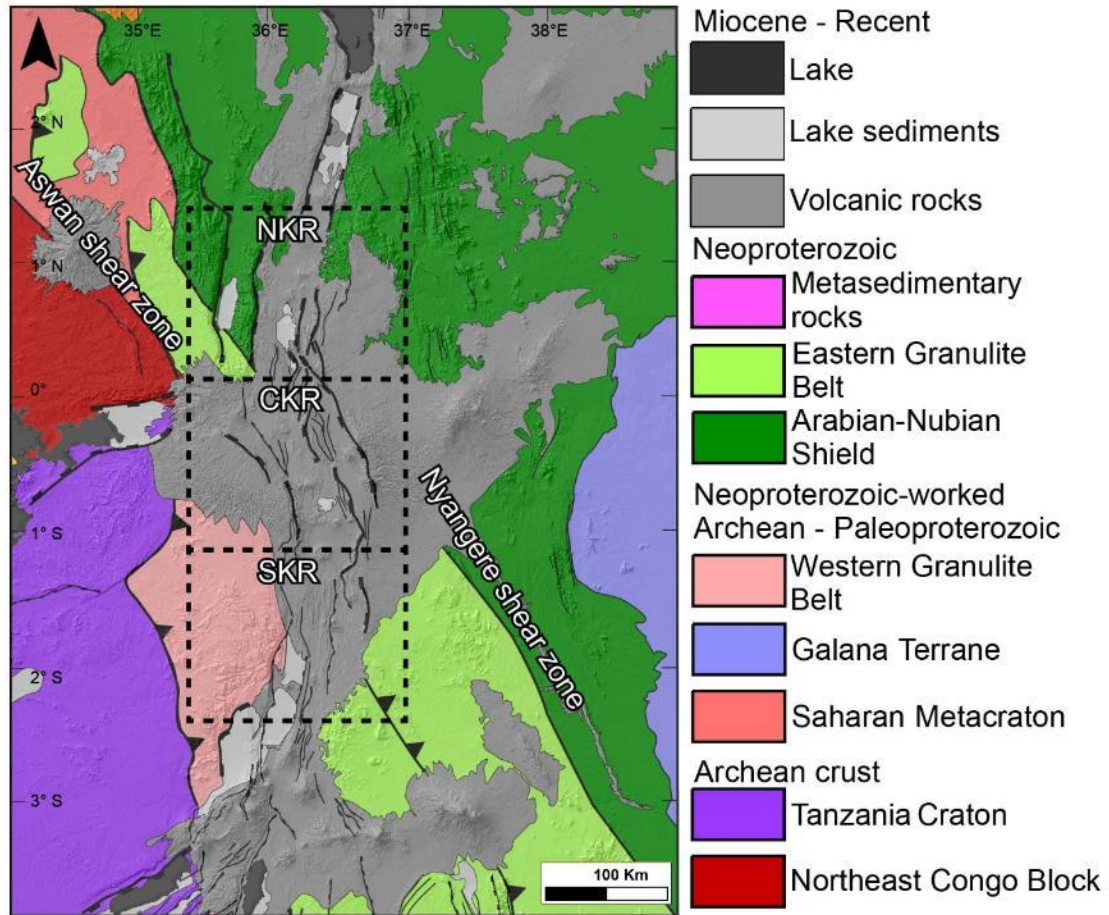 35°E
36°E
37°E
38°E
2° N
1° N
0°
1° S
2° S
3° S
Aswan shear zone
NKR
CKR
SKR
Nyangere shear zone
100 Km
Miocene - Recent
Lake
Lake sediments
Volcanic rocks
Neoproterozoic
Metasedimentary
rocks
Eastern Granulite
Belt
Arabian-Nubian
Shield
Neoproterozoic-worked
Archean - Paleoproterozoic
Western Granulite
Belt
Galana Terrane
Saharan Metacraton
Archean crust
Tanzania Craton
Northeast Congo Block